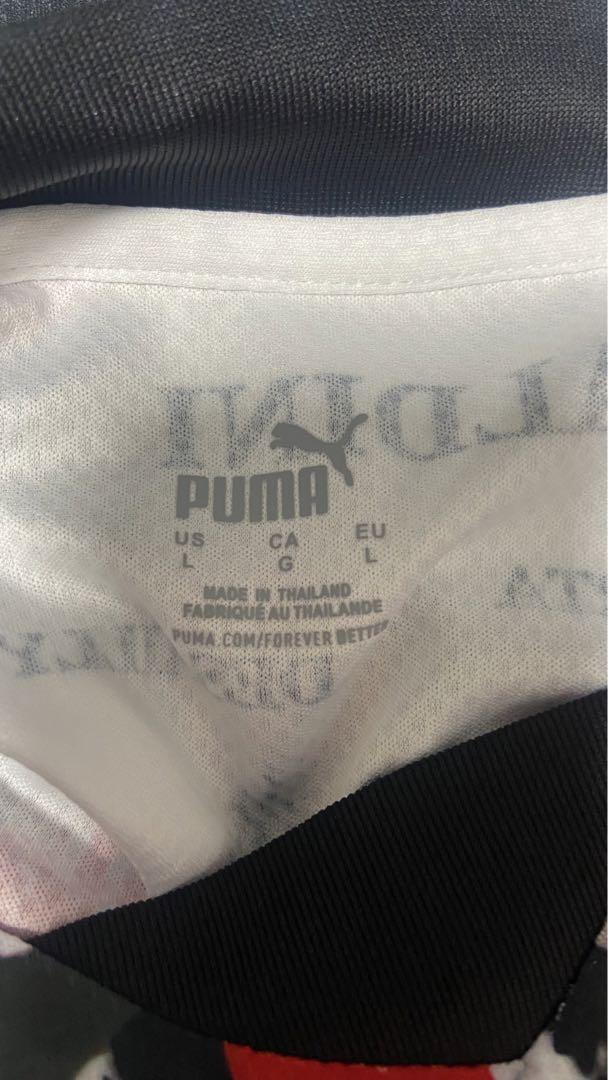 PUMA
US CA EU
L G L
MADE IN THAILAND
FABRIQUÉ AU THAILANDE
PUMA.COM/FOREVER BETTER